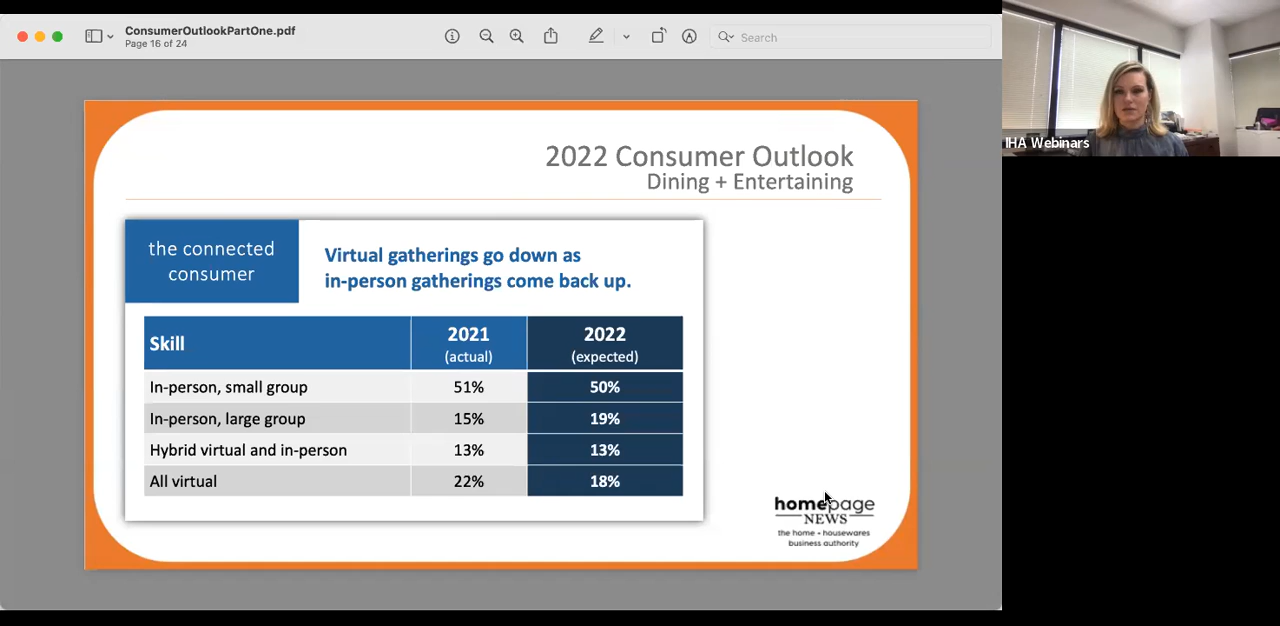 ConsumerOutlookPartOne.pdf
Page 16 of 24
Search
IHA Webinars
2022 Consumer Outlook
Dining + Entertaining
the connected
consumer
Virtual gatherings go down as
in-person gatherings come back up.
Skill 2021 (actual) 2022 (expected)
In-person, small group 51% 50%
In-person, large group 15% 19%
Hybrid virtual and in-person 13% 13%
All virtual 22% 18%
homepage
NEWS
the home + housewares
business authority